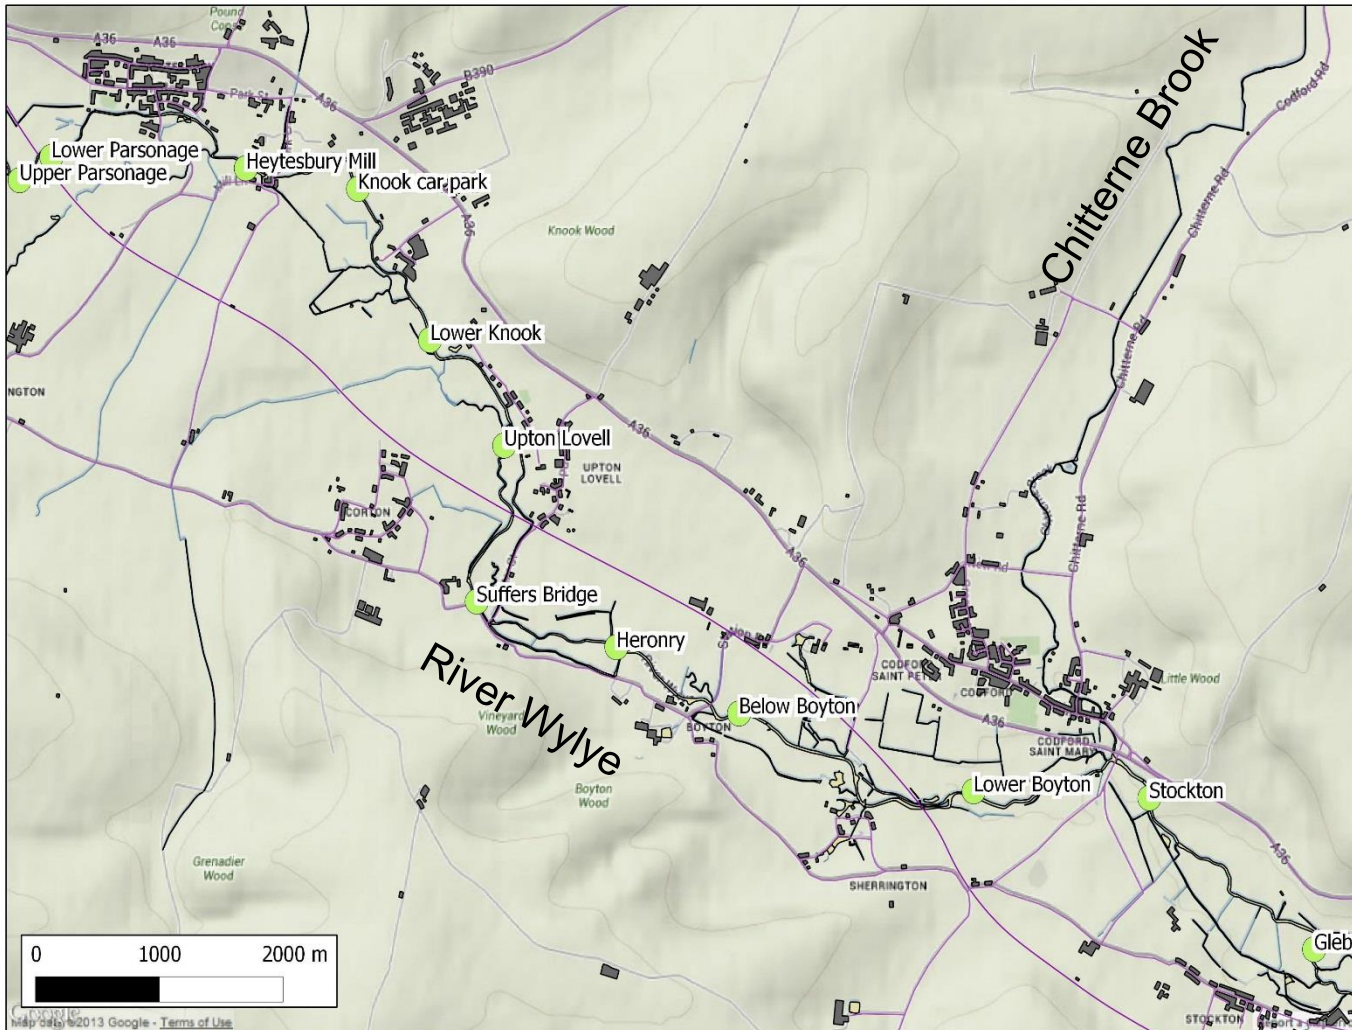 Pound
Copse
A36
A36
Park St
A36
B390
Codford Rd
Chitterne Brook
Lower Parsonage
Upper Parsonage
Heytesbury Mill
Knook car park
Chitterne Rd
A36
Knook Wood
Lower Knook
Chitterne Rd
NGTON
Upton Lovell
A36
UPTON
LOVELL
CORTON
Chitterne Rd
A36
Suffers Bridge
Heronry
River Wylye
CODFORD
SAINT PETER
Little Wood
CODFORD
Vineyard
Wood
BOYTON
Below Boyton
A36
CODFORD
SAINT MARY
Boyton
Wood
Lower Boyton
Stockton
Grenadier
Wood
A36
SHERRINGTON
Gleb
0 1000 2000 m
STOCKTON
Google
Map data ©2013 Google - Terms of Use